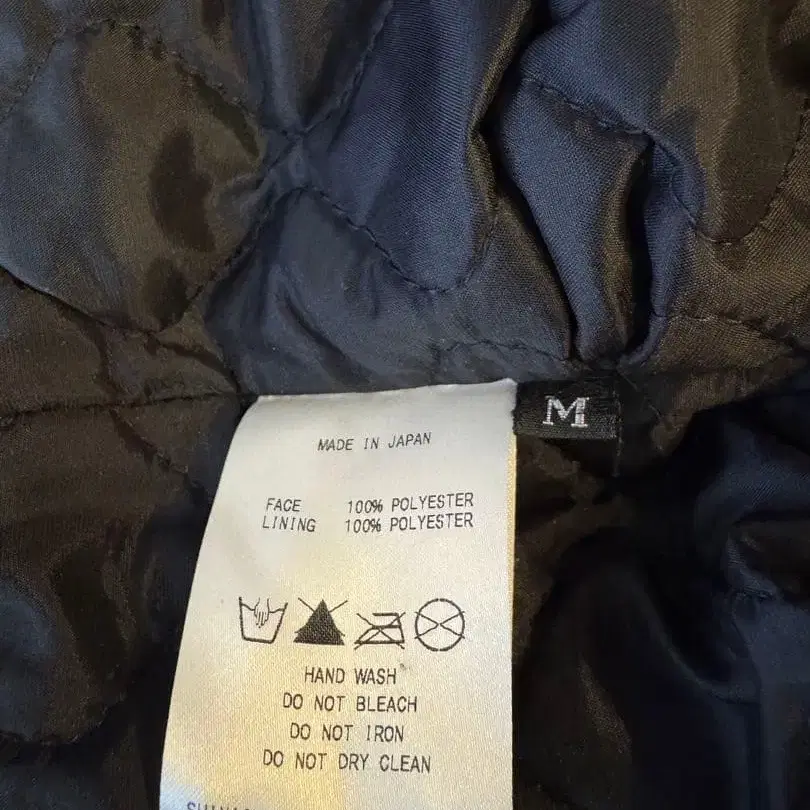 M
MADE IN JAPAN
FACE 100% POLYESTER
LINING 100% POLYESTER
HAND WASH
DO NOT BLEACH
DO NOT IRON
DO NOT DRY CLEAN